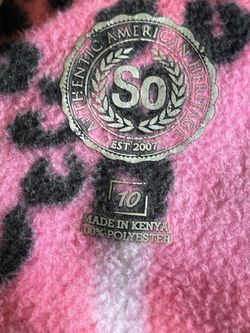 AUTHENTIC AMERICAN HERITAGE
So
EST 2007
10
MADE IN KENYA
100% POLYESTER